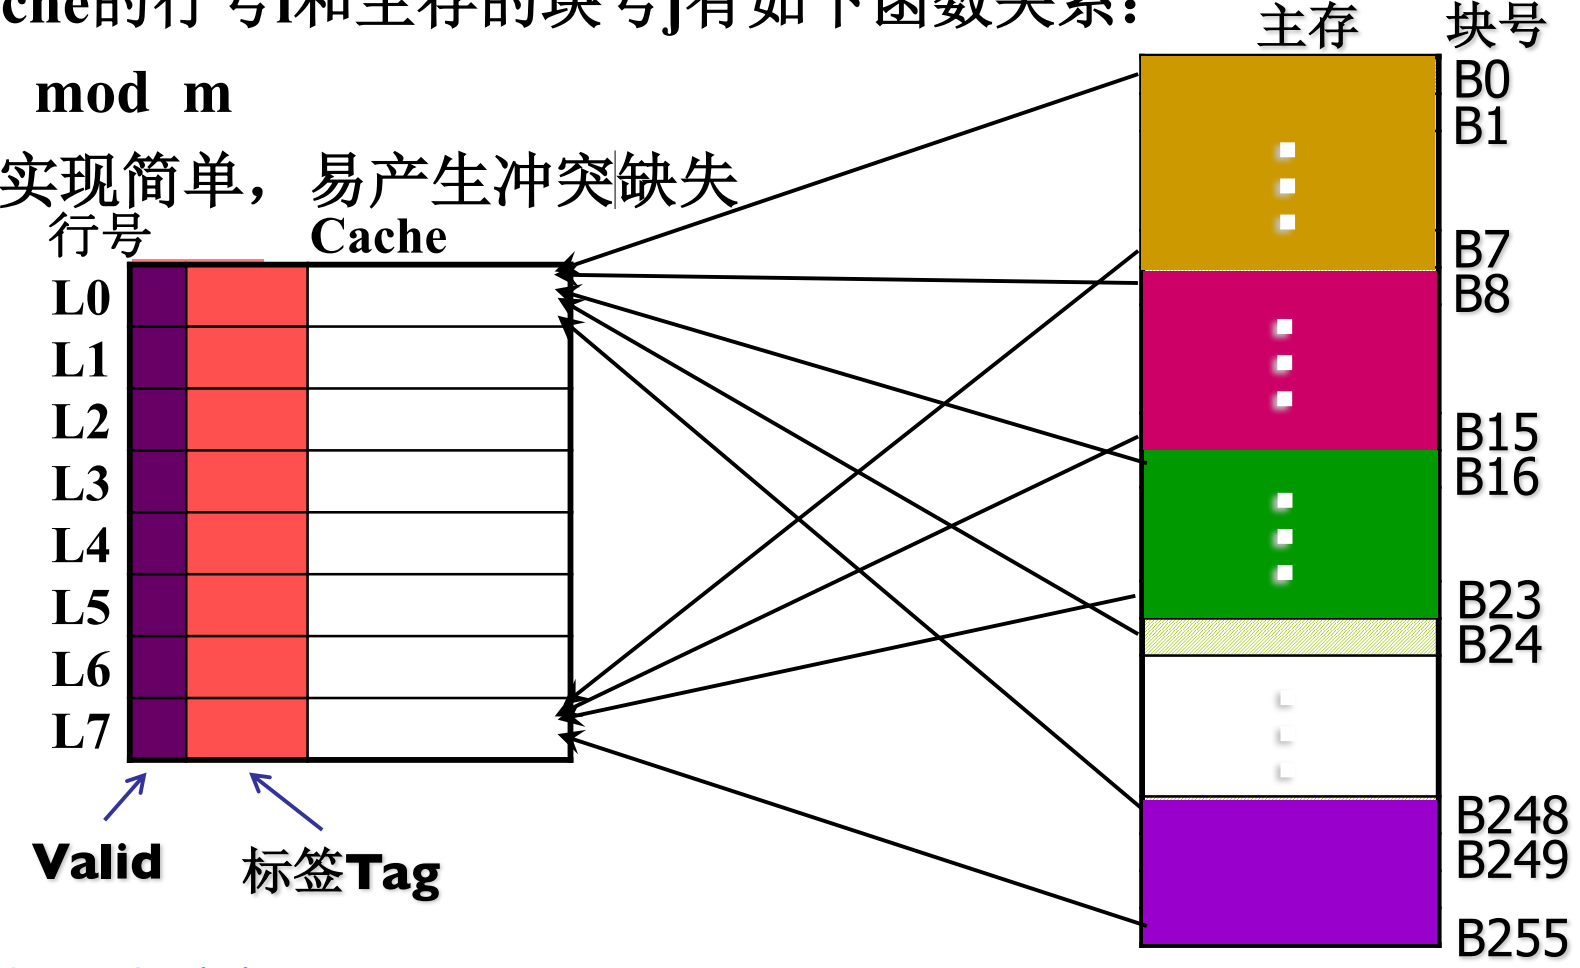 che的行号i和主存的块号j有如下函数关系：
mod m
实现简单，易产生冲突缺失
行号 Cache
L0
L1
L2
L3
L4
L5
L6
L7
Valid
标签Tag
主存 块号
B0
B1
B7
B8
B15
B16
B23
B24
B248
B249
B255